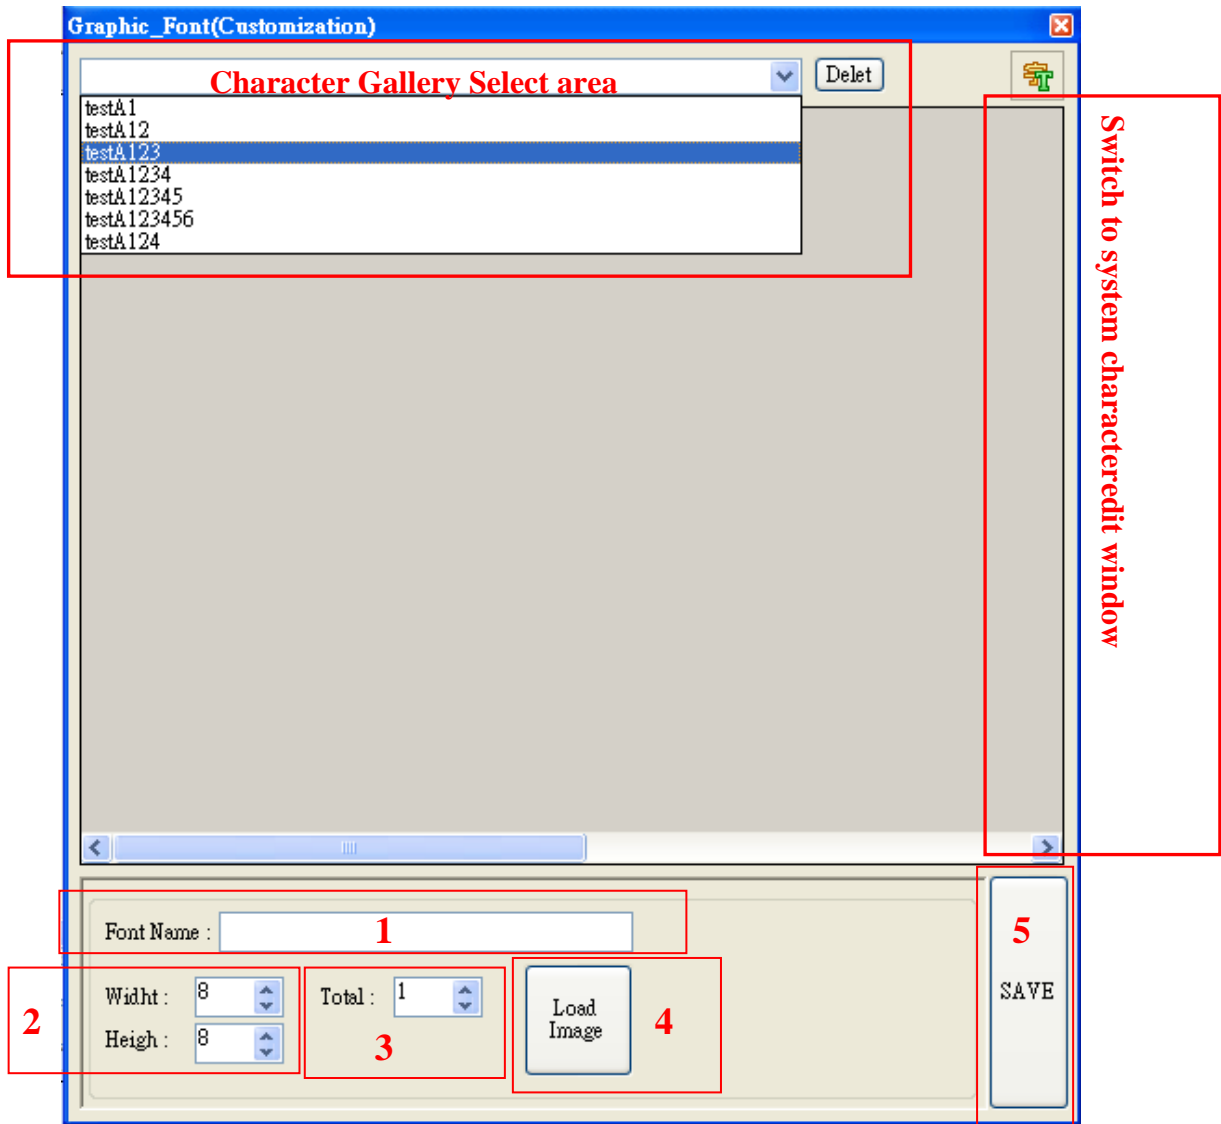 Graphic_Font(Customization)
Character Gallery Select area
Delet
testA1
testA12
testA123
testA1234
testA12345
testA123456
testA124
Switch to system characteredit window
Font Name :
1
2
Widht :
8
Heigh :
8
Total :
1
3
Load
Image
4
5
SAVE